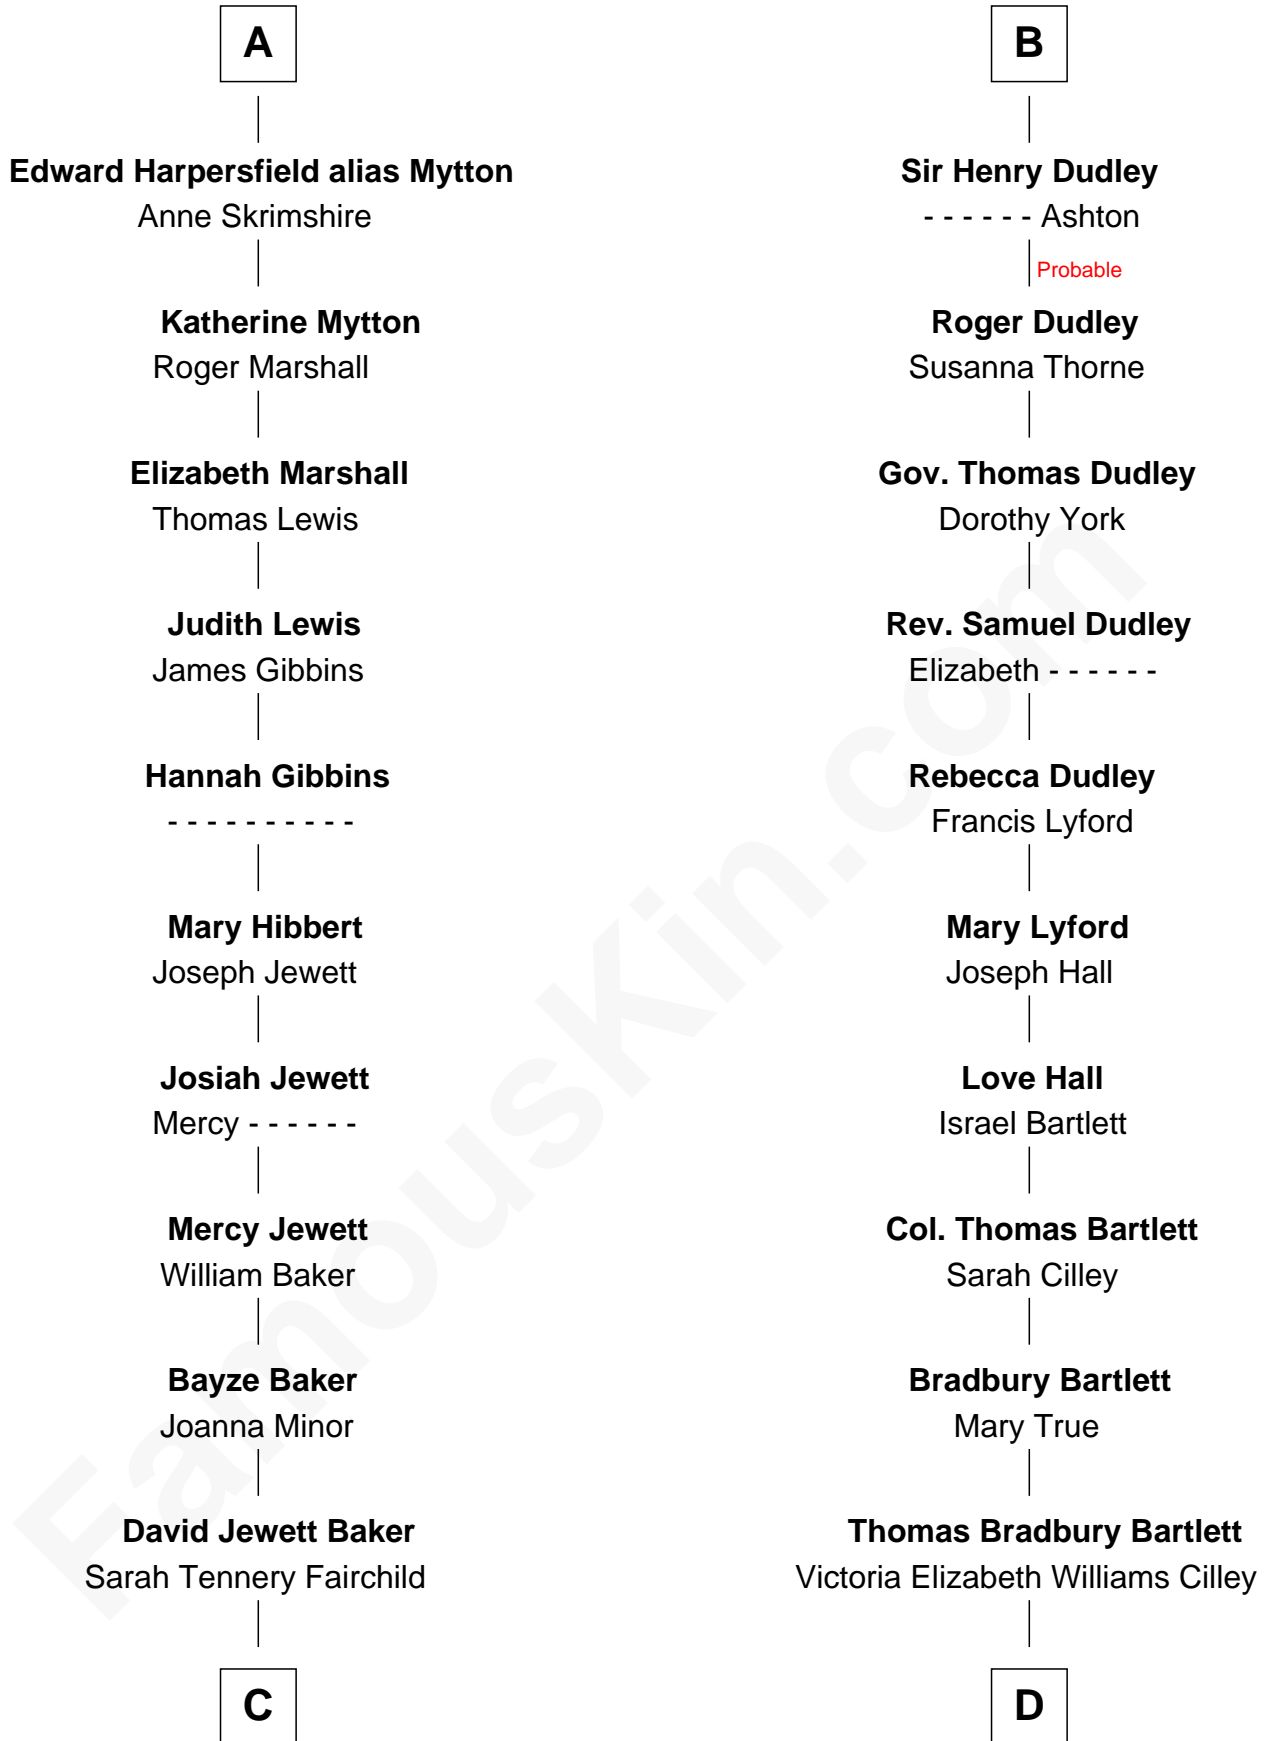 A
Edward Harpersfield alias Mytton
Anne Skrimshire
Katherine Mytton
Roger Marshall
Elizabeth Marshall
Thomas Lewis
Judith Lewis
James Gibbins
Hannah Gibbins
- - - - - - - - - -
Mary Hibbert
Joseph Jewett
Josiah Jewett
Mercy - - - - - -
Mercy Jewett
William Baker
Bayze Baker
Joanna Minor
David Jewett Baker
Sarah Tennery Fairchild
C
B
Sir Henry Dudley
- - - - - - Ashton
Probable
Roger Dudley
Susanna Thorne
Gov. Thomas Dudley
Dorothy York
Rev. Samuel Dudley
Elizabeth - - - - - -
Rebecca Dudley
Francis Lyford
Mary Lyford
Joseph Hall
Love Hall
Israel Bartlett
Col. Thomas Bartlett
Sarah Cilley
Bradbury Bartlett
Mary True
Thomas Bradbury Bartlett
Victoria Elizabeth Williams Cilley
D
FamousKin.com